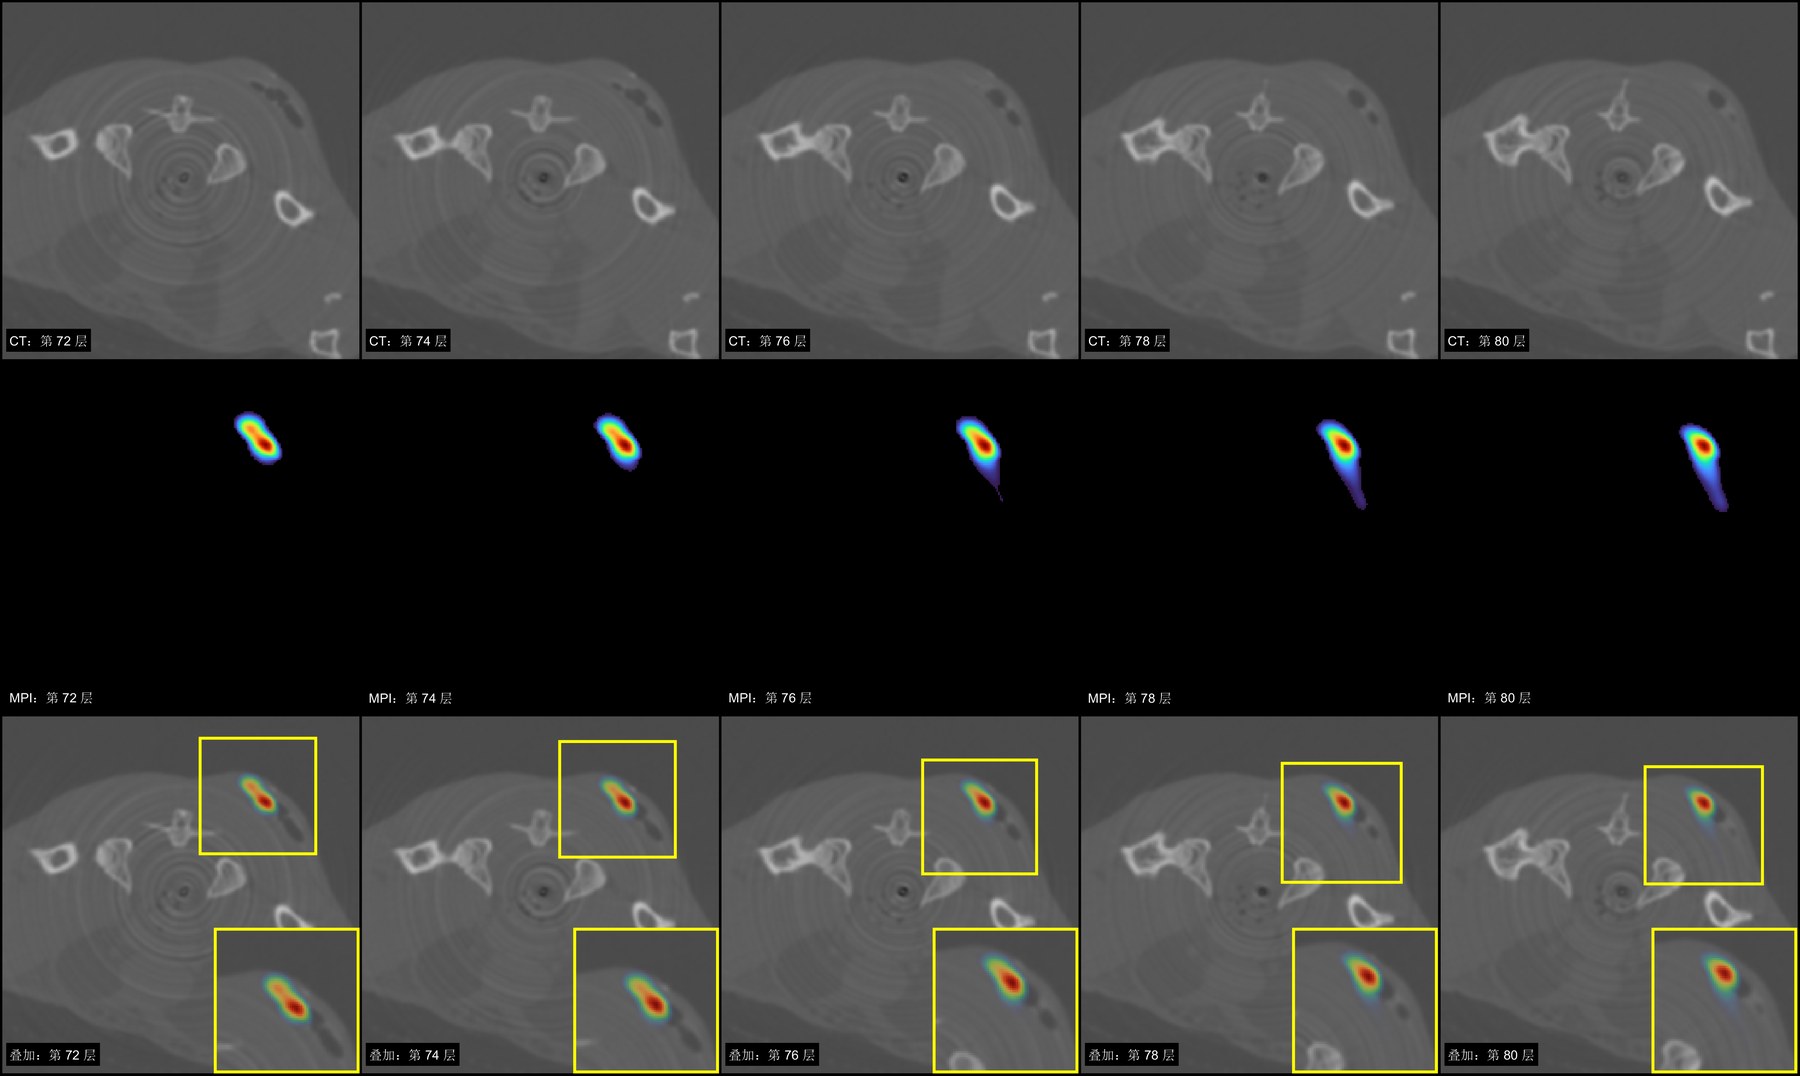 CT：第 72 层
CT：第 74 层
CT：第 76 层
CT：第 78 层
CT：第 80 层
MPI：第 72 层
MPI：第 74 层
MPI：第 76 层
MPI：第 78 层
MPI：第 80 层
叠加：第 72 层
叠加：第 74 层
叠加：第 76 层
叠加：第 78 层
叠加：第 80 层